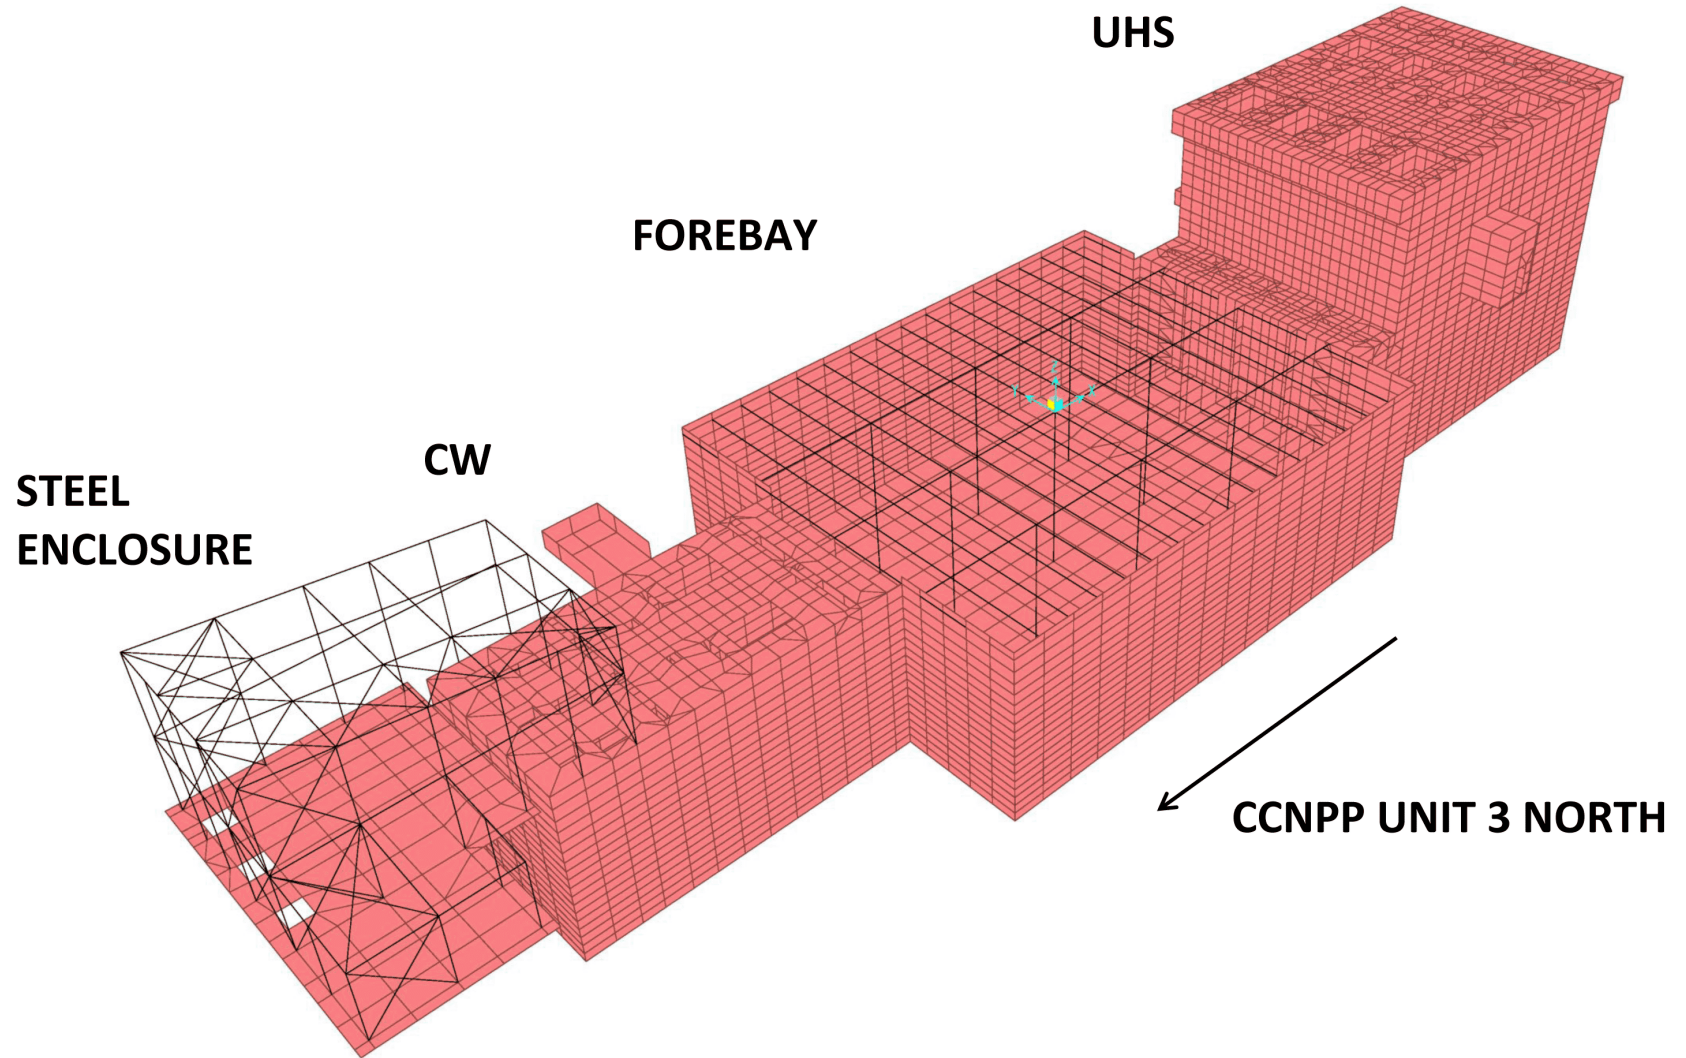 UHS
FOREBAY
CW
STEEL
ENCLOSURE
Z
Y
X
CCNPP UNIT 3 NORTH